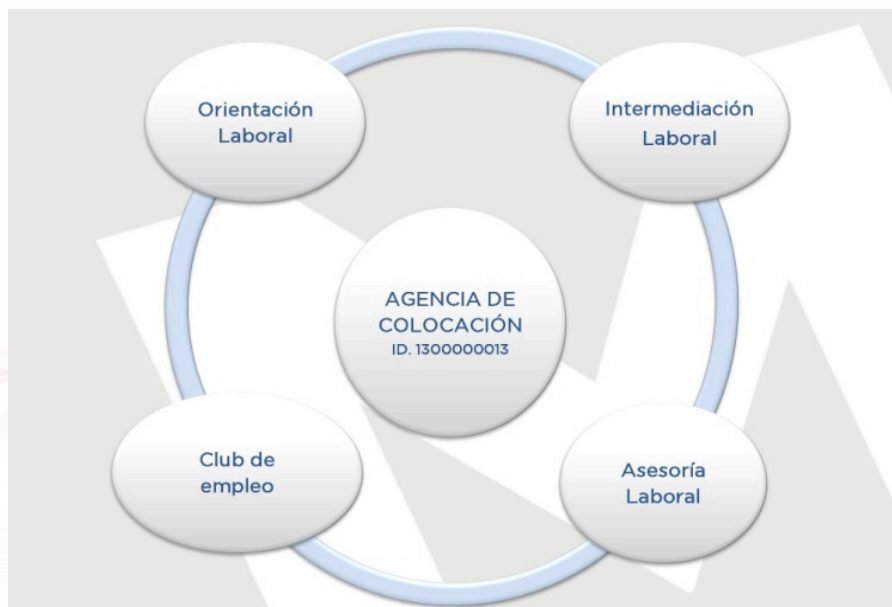 Orientación
Laboral
Intermediación
Laboral
AGENCIA DE
COLOCACIÓN
ID. 1300000013
Club de
empleo
Asesoría
Laboral